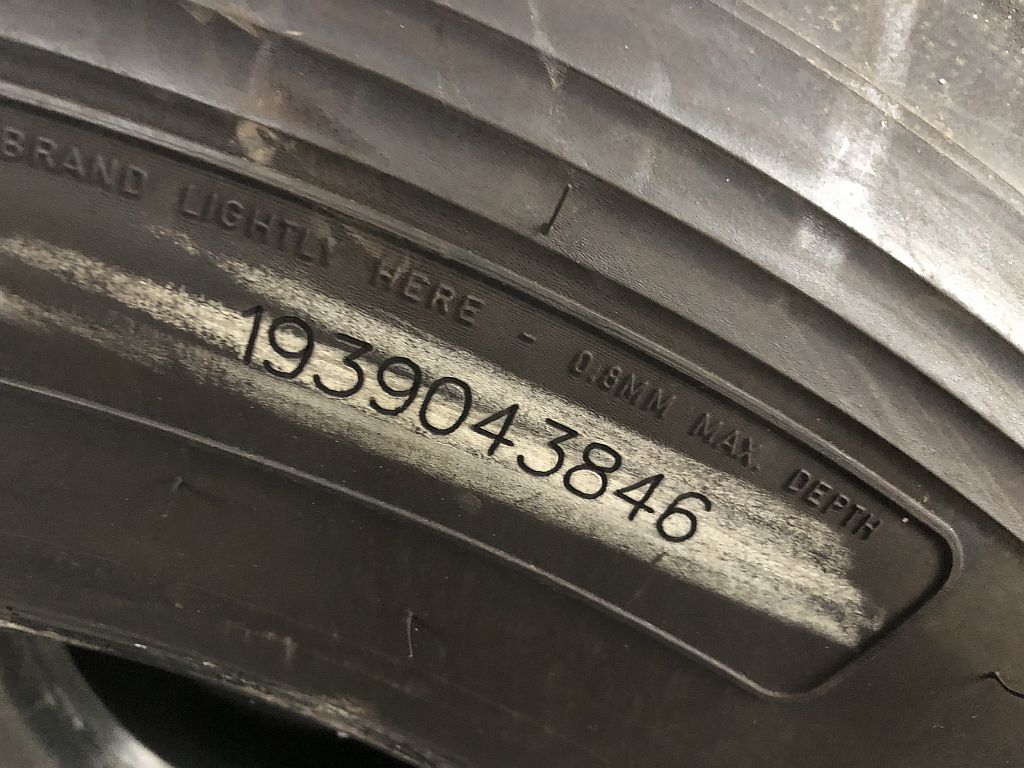 BRAND LIGHTLY HERE - 0.8MM MAX. DEPTH
1939043846